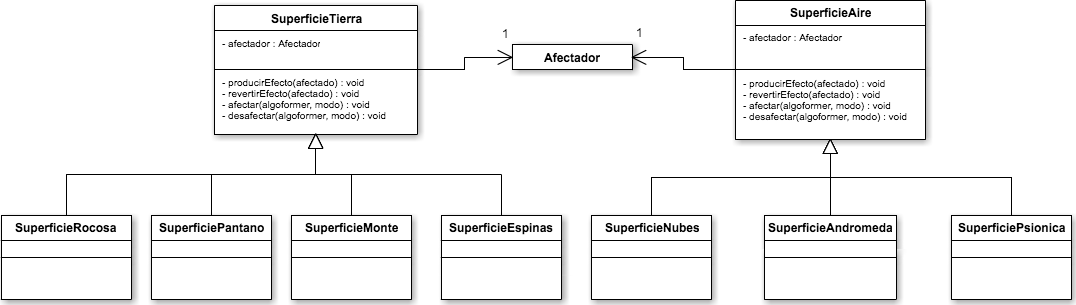 SuperficieTierra
- afectador : Afectador
- producirEfecto(afectado) : void
- revertirEfecto(afectado) : void
- afectar(algoformer, modo) : void
- desafectar(algoformer, modo) : void
1
Afectador
1
SuperficieAire
- afectador : Afectador
- producirEfecto(afectado) : void
- revertirEfecto(afectado) : void
- afectar(algoformer, modo) : void
- desafectar(algoformer, modo) : void
SuperficieRocosa
SuperficiePantano
SuperficieMonte
SuperficieEspinas
SuperficieNubes
SuperficieAndromeda
SuperficiePsionica